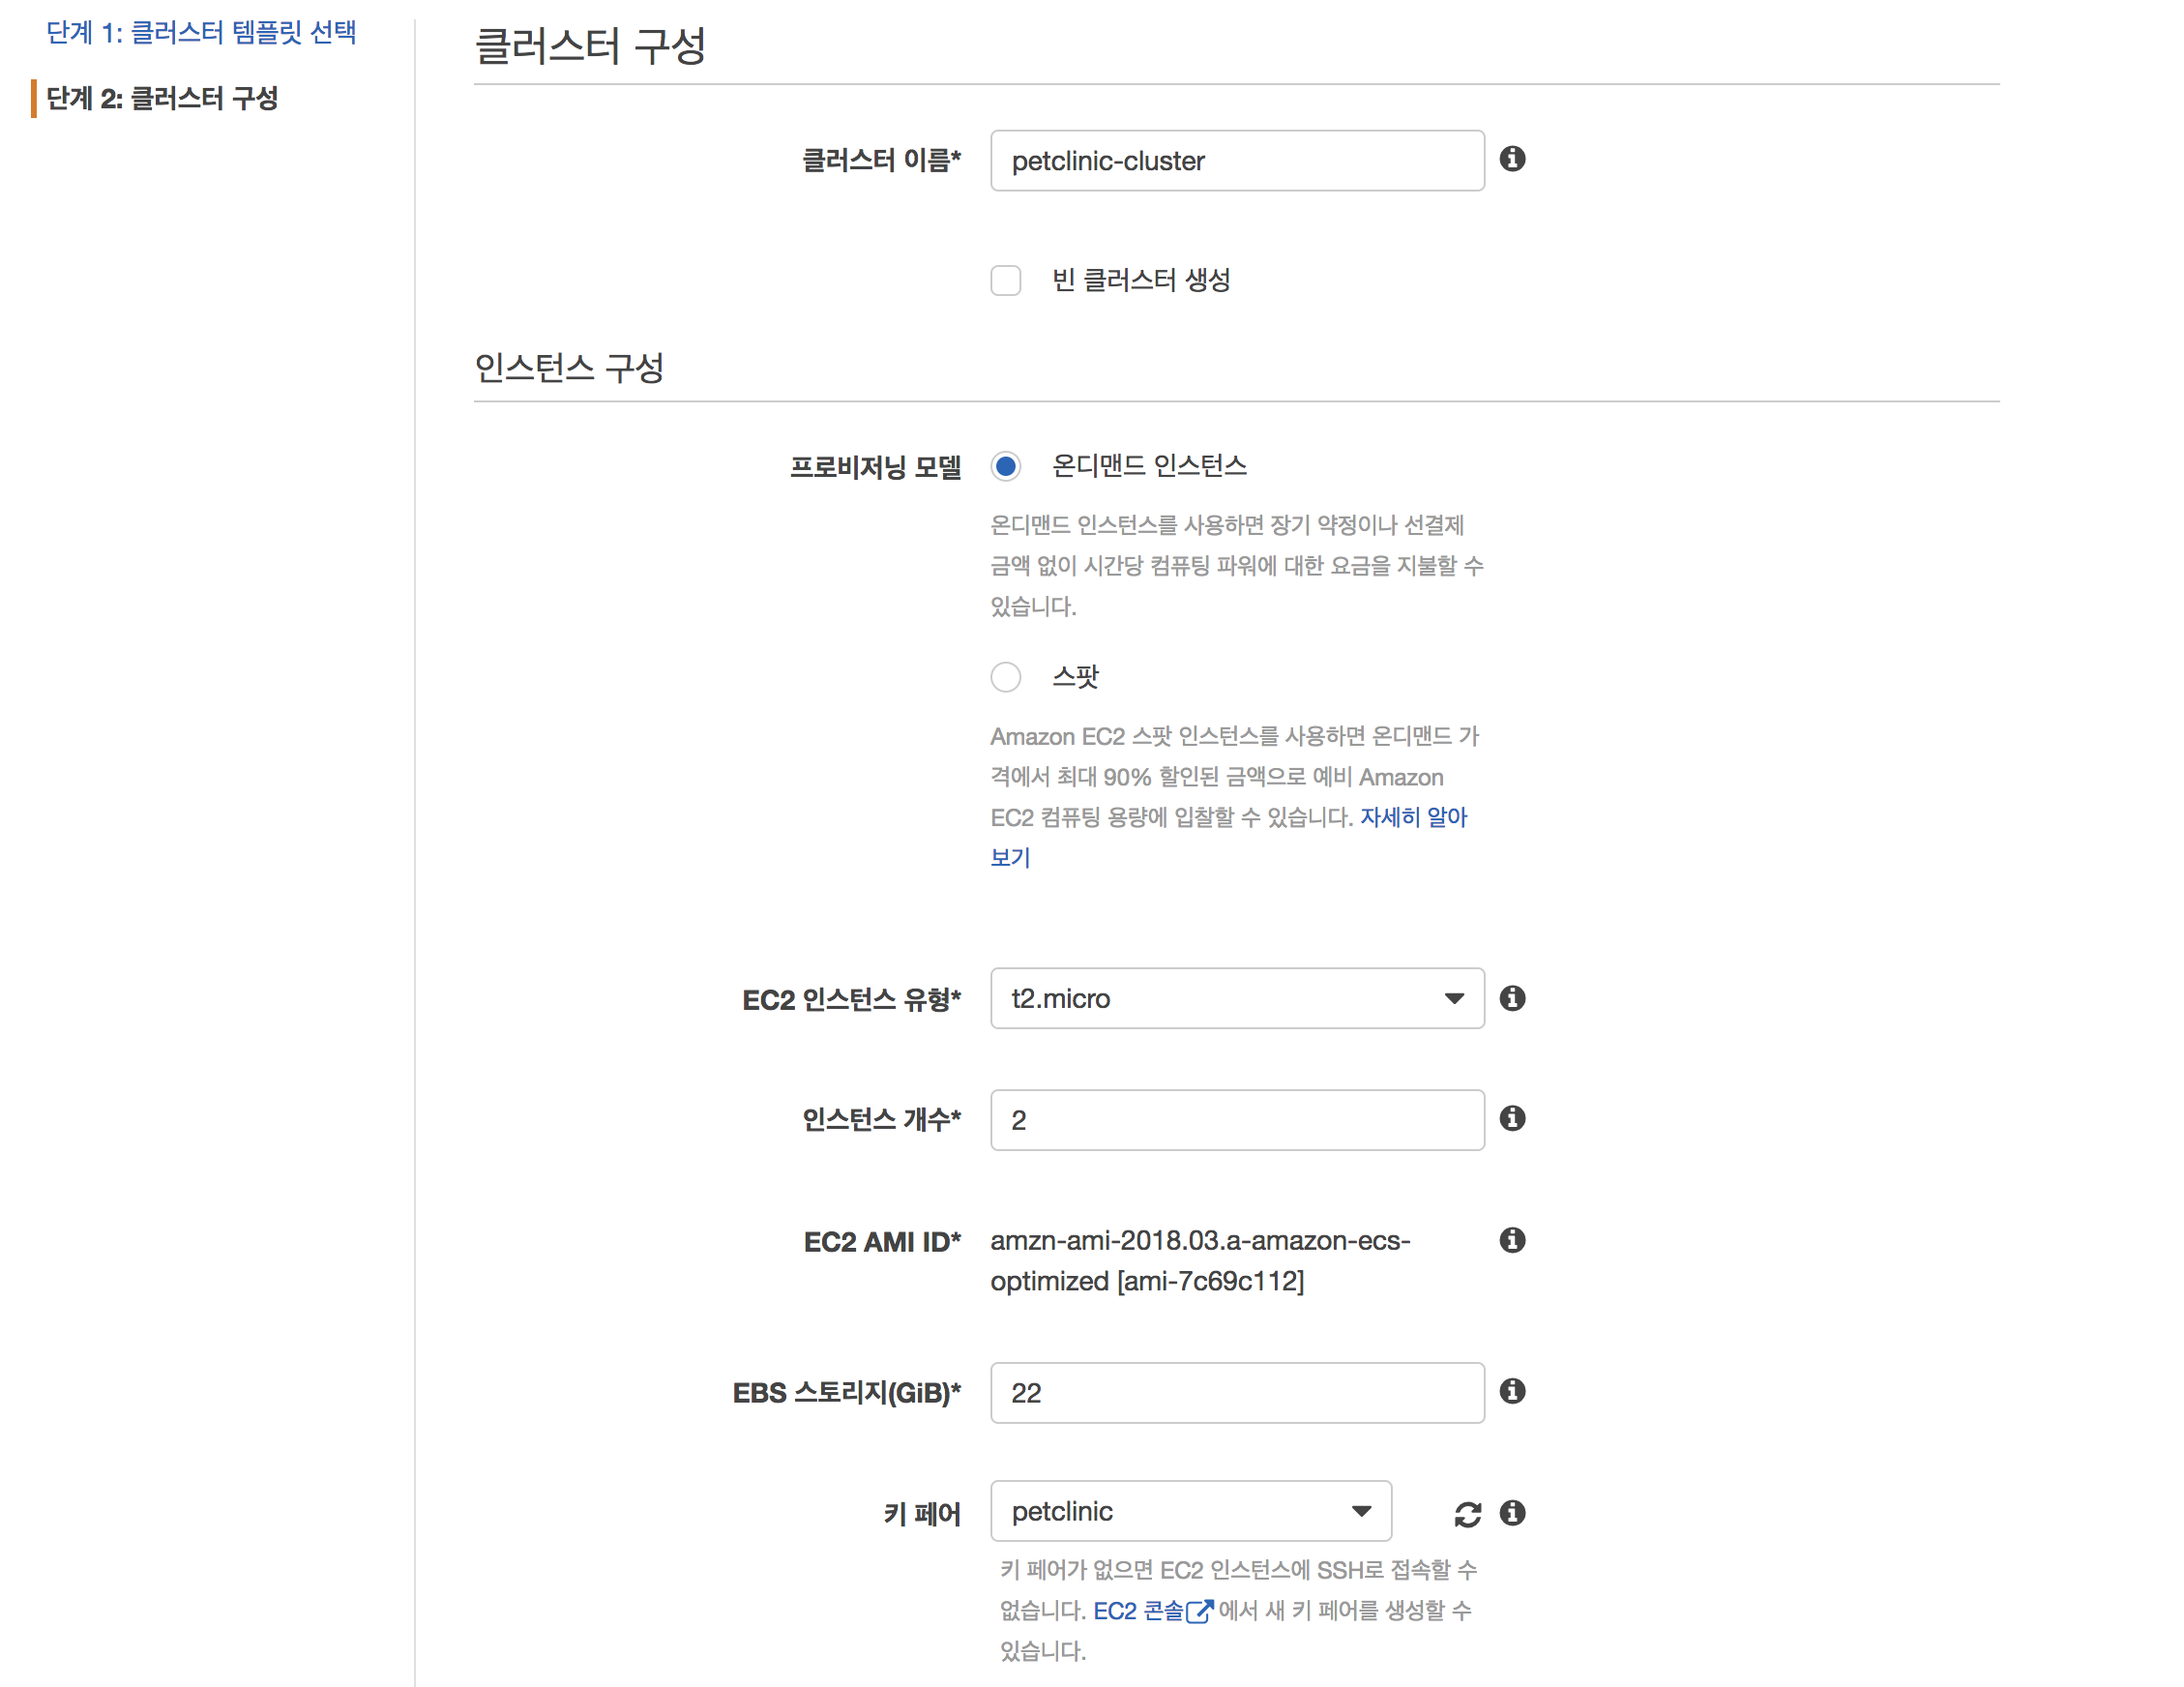 단계 1: 클러스터 템플릿 선택
단계 2: 클러스터 구성
클러스터 구성
클러스터 이름* petclinic-cluster
빈 클러스터 생성
인스턴스 구성
프로비저닝 모델 온디맨드 인스턴스
온디맨드 인스턴스를 사용하면 장기 약정이나 선결제
금액 없이 시간당 컴퓨팅 파워에 대한 요금을 지불할 수
있습니다.
스팟
Amazon EC2 스팟 인스턴스를 사용하면 온디맨드 가
격에서 최대 90% 할인된 금액으로 예비 Amazon
EC2 컴퓨팅 용량에 입찰할 수 있습니다. 자세히 알아
보기
EC2 인스턴스 유형* t2.micro
인스턴스 개수* 2
EC2 AMI ID* amzn-ami-2018.03.a-amazon-ecs-
optimized [ami-7c69c112]
EBS 스토리지(GiB)* 22
키 페어 petclinic
키 페어가 없으면 EC2 인스턴스에 SSH로 접속할 수
없습니다. EC2 콘솔 에서 새 키 페어를 생성할 수
있습니다.